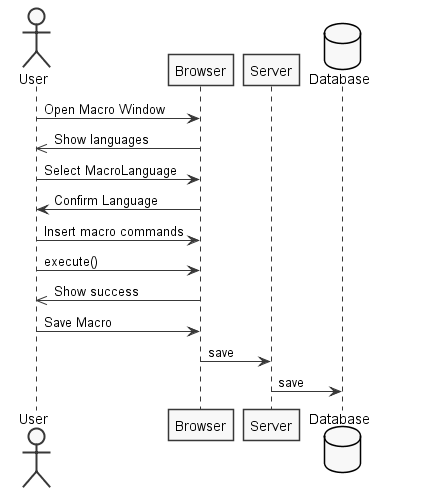 User
Browser
Server
Database
Open Macro Window
Show languages
Select MacroLanguage
Confirm Language
Insert macro commands
execute()
Show success
Save Macro
save
save
User
Browser
Server
Database